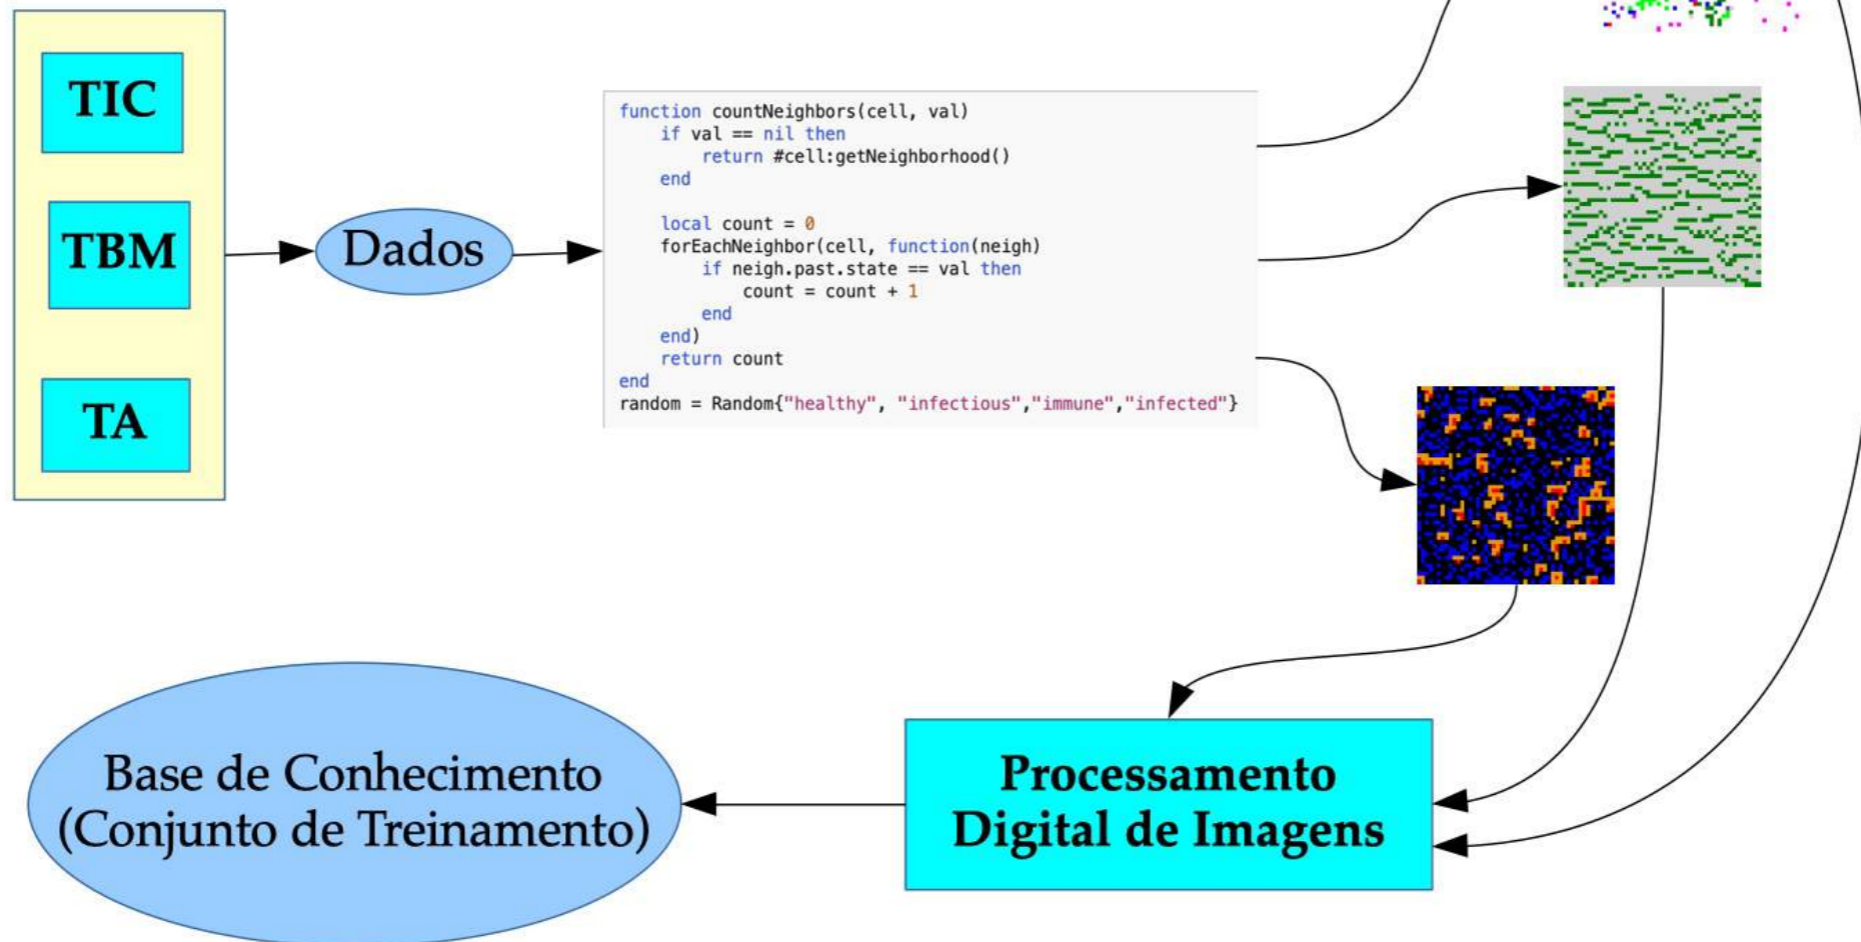 TIC
TBM
TA
Dados
function countNeighbors(cell, val)
    if val == nil then
        return #cell:getNeighborhood()
    end
    local count = 0
    forEachNeighbor(cell, function(neigh)
        if neigh.past.state == val then
            count = count + 1
        end
    end)
    return count
end
random = Random{"healthy", "infectious","immune","infected"}
Processamento
Digital de Imagens
Base de Conhecimento
(Conjunto de Treinamento)